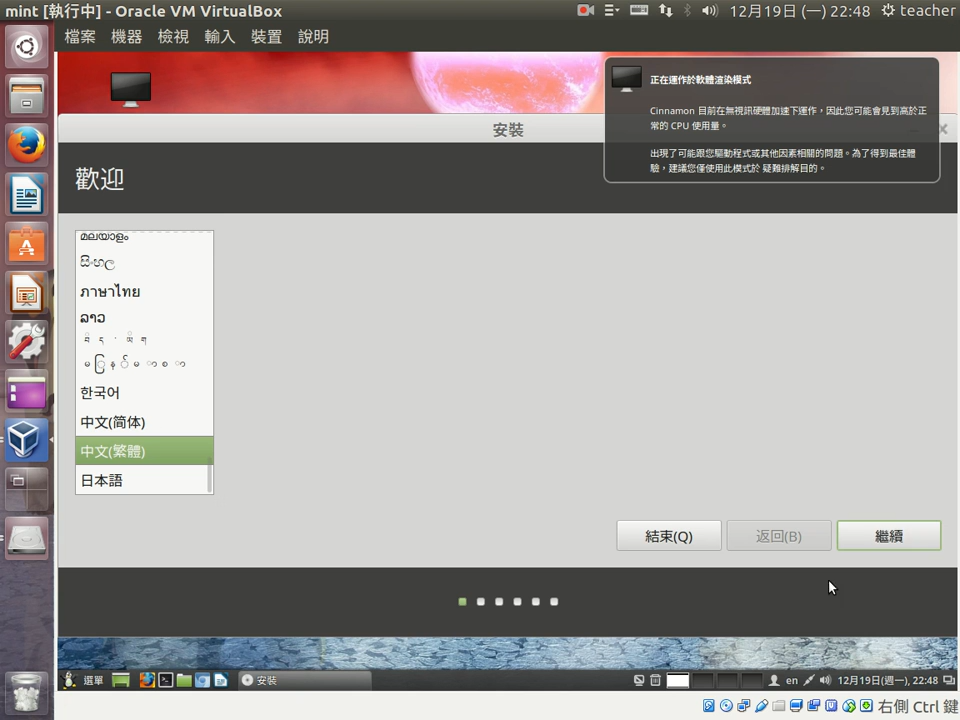 mint [執行中] - Oracle VM VirtualBox
12月19日 (一) 22:48 teacher
檔案 機器 檢視 輸入 裝置 說明
正在運作於軟體渲染模式
Cinnamon 目前在無視訊硬體加速下運作，因此您可能會見到高於正
常的 CPU 使用量。
出現了可能跟您驅動程式或其他因素相關的問題。為了得到最佳體
驗，建議您僅使用此模式於 疑難排解目的。
安裝
歡迎
മലയാളം
සිංහල
ภาษาไทย
ລາວ
한국어
中文(简体)
中文(繁體)
日本語
結束(Q) 返回(B) 繼續
選單 安裝 en 12月19日(週一), 22:48
右側 Ctrl 鍵